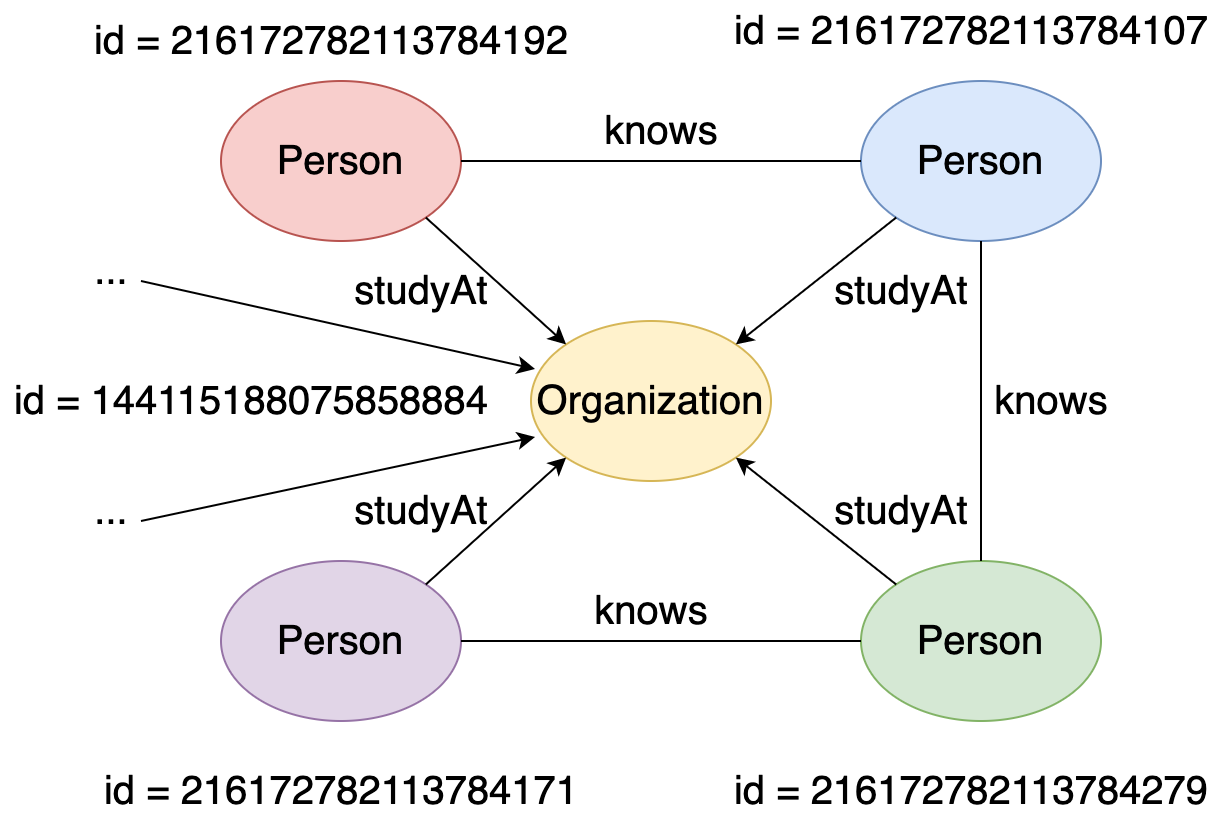 id = 216172782113784192
id = 216172782113784107
knows
Person
Person
...
studyAt
studyAt
id = 144115188075858884
Organization
knows
...
studyAt
studyAt
knows
Person
Person
id = 216172782113784171
id = 216172782113784279